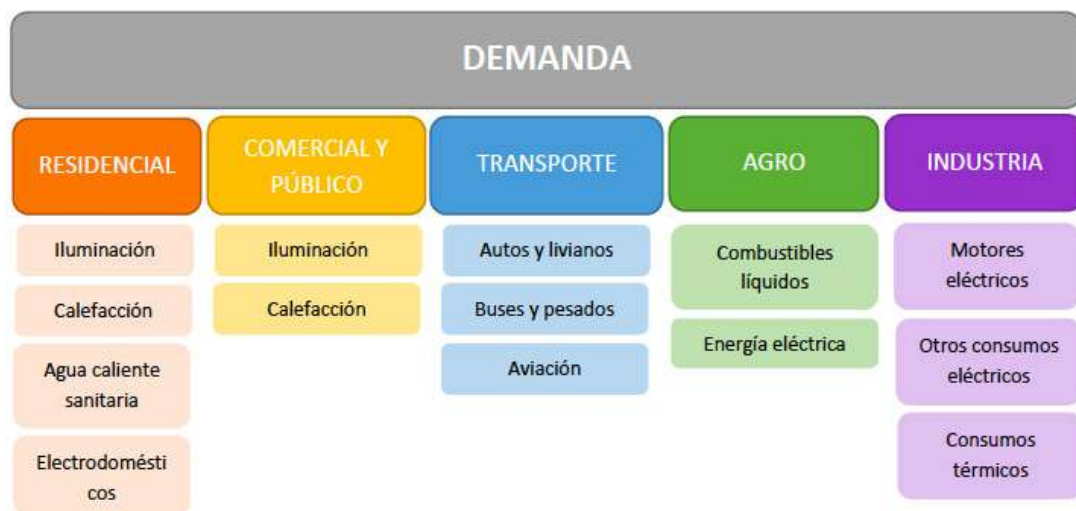 DEMANDA
RESIDENCIAL
Iluminación
Calefacción
Agua caliente
sanitaria
Electrodomésti
cos
COMERCIAL Y
PÚBLICO
Iluminación
Calefacción
TRANSPORTE
Autos y livianos
Buses y pesados
Aviación
AGRO
Combustibles
líquidos
Energía eléctrica
INDUSTRIA
Motores
eléctricos
Otros consumos
eléctricos
Consumos
térmicos